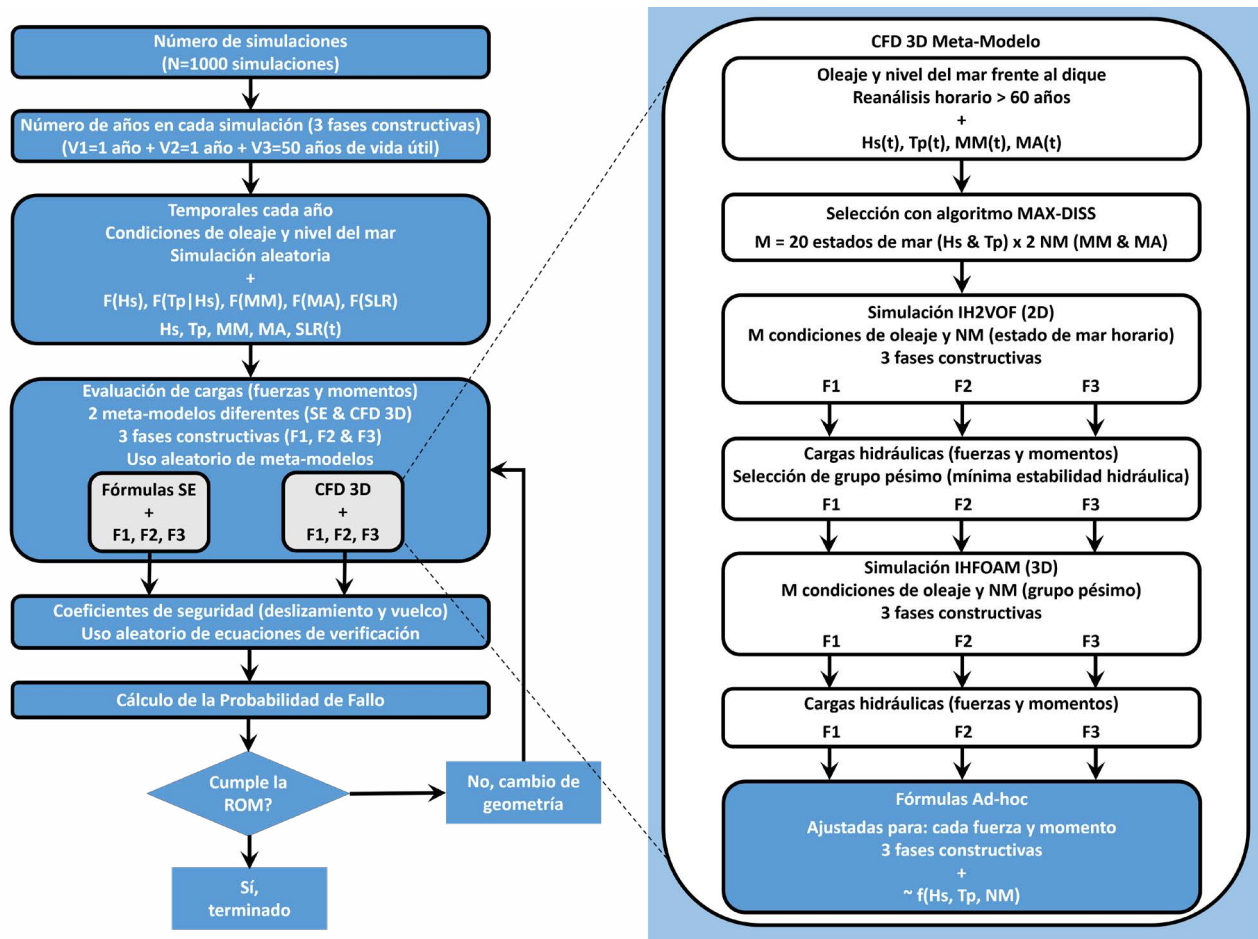 Número de simulaciones
(N=1000 simulaciones)
Número de años en cada simulación (3 fases constructivas)
(V1=1 año + V2=1 año + V3=50 años de vida útil)
Temporales cada año
Condiciones de oleaje y nivel del mar
Simulación aleatoria
+
F(Hs), F(Tp|Hs), F(MM), F(MA), F(SLR)
Hs, Tp, MM, MA, SLR(t)
Evaluación de cargas (fuerzas y momentos)
2 meta-modelos diferentes (SE & CFD 3D)
3 fases constructivas (F1, F2 & F3)
Uso aleatorio de meta-modelos
Fórmulas SE
+
F1, F2, F3
CFD 3D
+
F1, F2, F3
Coeficientes de seguridad (deslizamiento y vuelco)
Uso aleatorio de ecuaciones de verificación
Cálculo de la Probabilidad de Fallo
Cumple la
ROM?
No, cambio de
geometría
Sí,
terminado
CFD 3D Meta-Modelo
Oleaje y nivel del mar frente al dique
Reanálisis horario > 60 años
+
Hs(t), Tp(t), MM(t), MA(t)
Selección con algoritmo MAX-DISS
M = 20 estados de mar (Hs & Tp) x 2 NM (MM & MA)
Simulación IH2VOF (2D)
M condiciones de oleaje y NM (estado de mar horario)
3 fases constructivas
F1 F2 F3
Cargas hidráulicas (fuerzas y momentos)
Selección de grupo pésimo (mínima estabilidad hidráulica)
F1 F2 F3
Simulación IHFOAM (3D)
M condiciones de oleaje y NM (grupo pésimo)
3 fases constructivas
F1 F2 F3
Cargas hidráulicas (fuerzas y momentos)
F1 F2 F3
Fórmulas Ad-hoc
Ajustadas para: cada fuerza y momento
3 fases constructivas
+
~ f(Hs, Tp, NM)